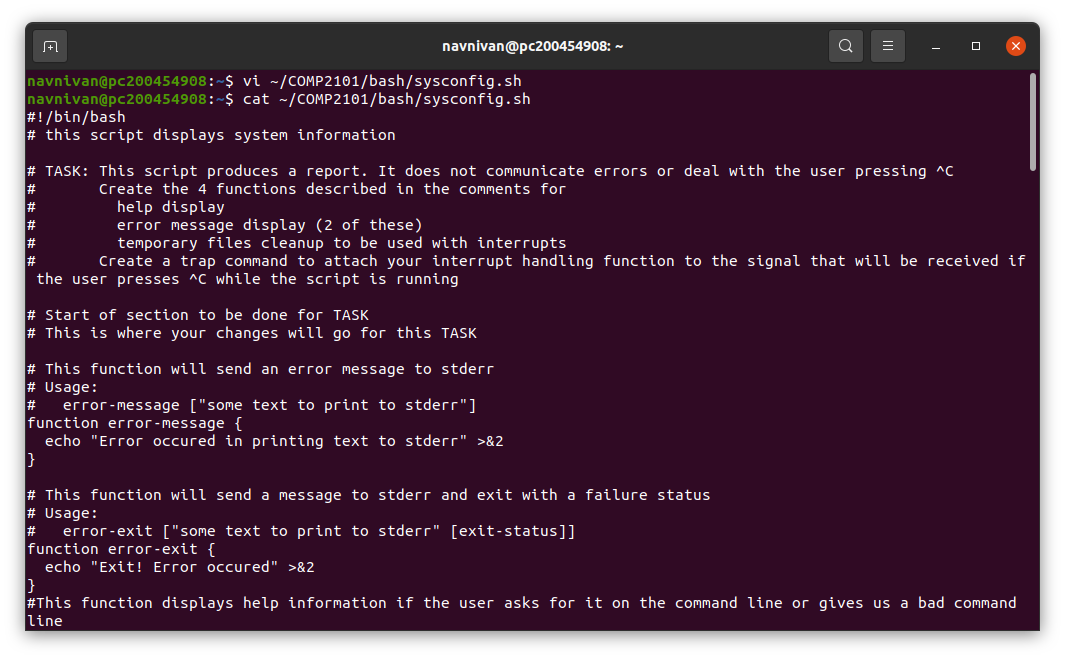 navnivan@pc200454908: ~
navnivan@pc200454908:~$ vi ~/COMP2101/bash/sysconfig.sh
navnivan@pc200454908:~$ cat ~/COMP2101/bash/sysconfig.sh
#!/bin/bash
# this script displays system information

# TASK: This script produces a report. It does not communicate errors or deal with the user pressing ^C
#       Create the 4 functions described in the comments for
#         help display
#         error message display (2 of these)
#         temporary files cleanup to be used with interrupts
#       Create a trap command to attach your interrupt handling function to the signal that will be received if
 the user presses ^C while the script is running

# Start of section to be done for TASK
# This is where your changes will go for this TASK

# This function will send an error message to stderr
# Usage:
#   error-message ["some text to print to stderr"]
function error-message {
  echo "Error occured in printing text to stderr" >&2
}

# This function will send a message to stderr and exit with a failure status
# Usage:
#   error-exit ["some text to print to stderr" [exit-status]]
function error-exit {
  echo "Exit! Error occured" >&2
}
#This function displays help information if the user asks for it on the command line or gives us a bad command
line